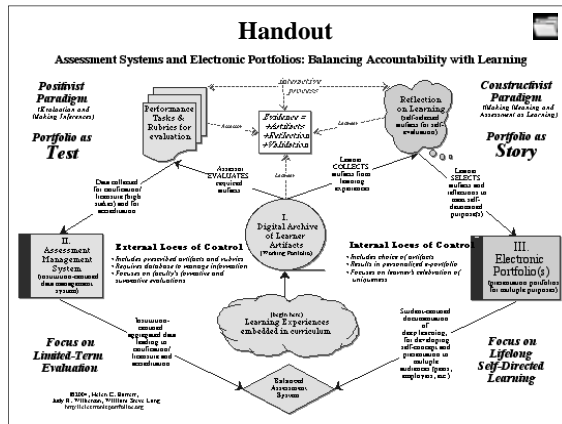 Handout
Assessment Systems and Electronic Portfolios: Balancing Accountability with Learning
Positivist
Paradigm
(Evaluation and
Making Inferences)
Portfolio as
Test
Performance
Tasks &
Rubrics for
evaluation
interactive
process
Evidence =
+Artifacts
+Reflection
+Validation
Assessor
Learner
Learner
Reflection
on Learning
(self-selected
artifacts for self-
evaluation)
Constructivist
Paradigm
(Making Meaning and
Assessment as Learning)
Portfolio as
Story
Data collected
for certification/
licensure (high
stakes) and for
accreditation
Assessor
EVALUATES
required
artifacts
Learner
COLLECTS
artifacts from
learning
experiences
Learner
SELECTS
artifacts and
reflections to
meet self-
determined
purpose(s)
I.
Digital Archive
of Learner
Artifacts
(Working Portfolio)
II.
Assessment
Management
System
(institution-centered
data management
system)
External Locus of Control
• Includes prescribed artifacts and rubrics
• Requires database to manage information
• Focuses on faculty's formative and
summative evaluations
Internal Locus of Control
• Includes choice of artifacts
• Results in personalized e-portfolio
• Focuses on learner's celebration of
uniqueness
III.
Electronic
Portfolio(s)
(presentation portfolios
for multiple purposes)
(begin here)
Learning Experiences
embedded in curriculum
Institution-
centered
aggregated data
leading to
certification/
licensure and
accreditation
Student-centered
documentation
of
deep learning,
for developing
self-concept and
presentation to
multiple
audiences (peers,
employers, etc.)
Focus on
Limited-Term
Evaluation
Focus on
Lifelong
Self-Directed
Learning
Balanced
Assessment
System
©2004, Helen C. Barrett,
Judy R. Wilkerson, William Steve Lang
http://electronicportfolios.org